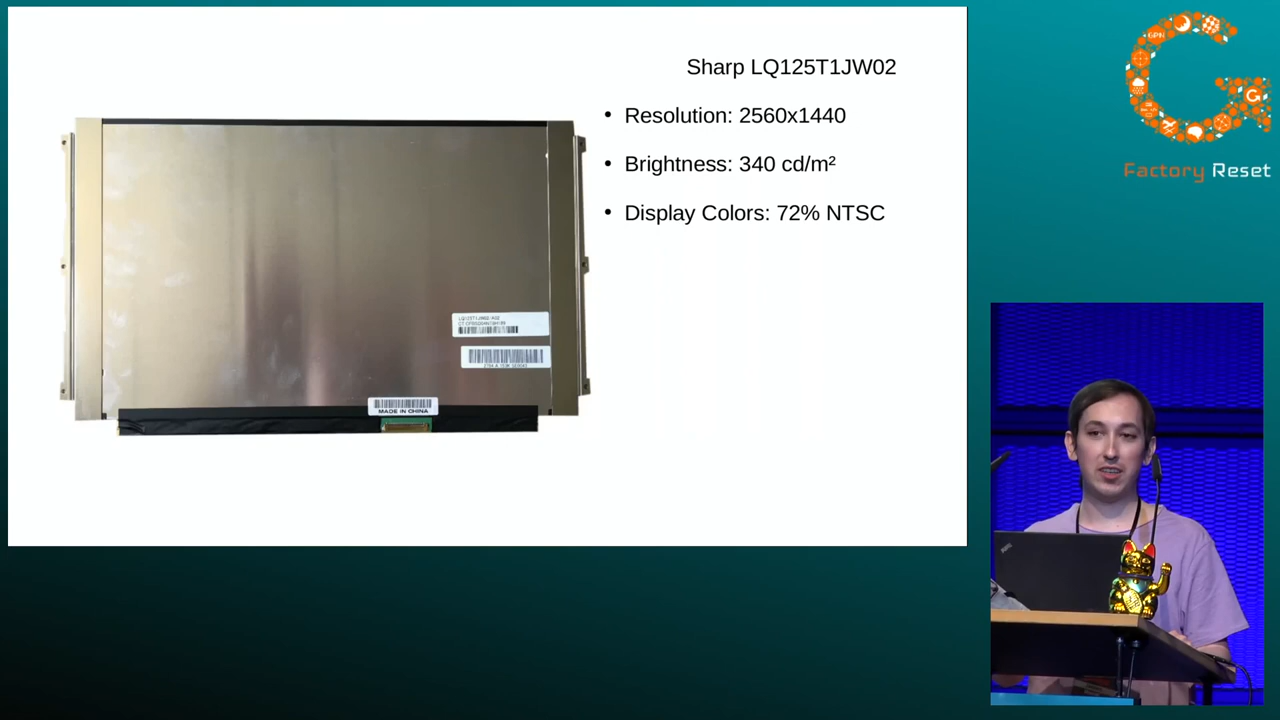 Sharp LQ125T1JW02
• Resolution: 2560x1440
• Brightness: 340 cd/m²
• Display Colors: 72% NTSC
MADE IN CHINA
GPN
G
Factory Reset